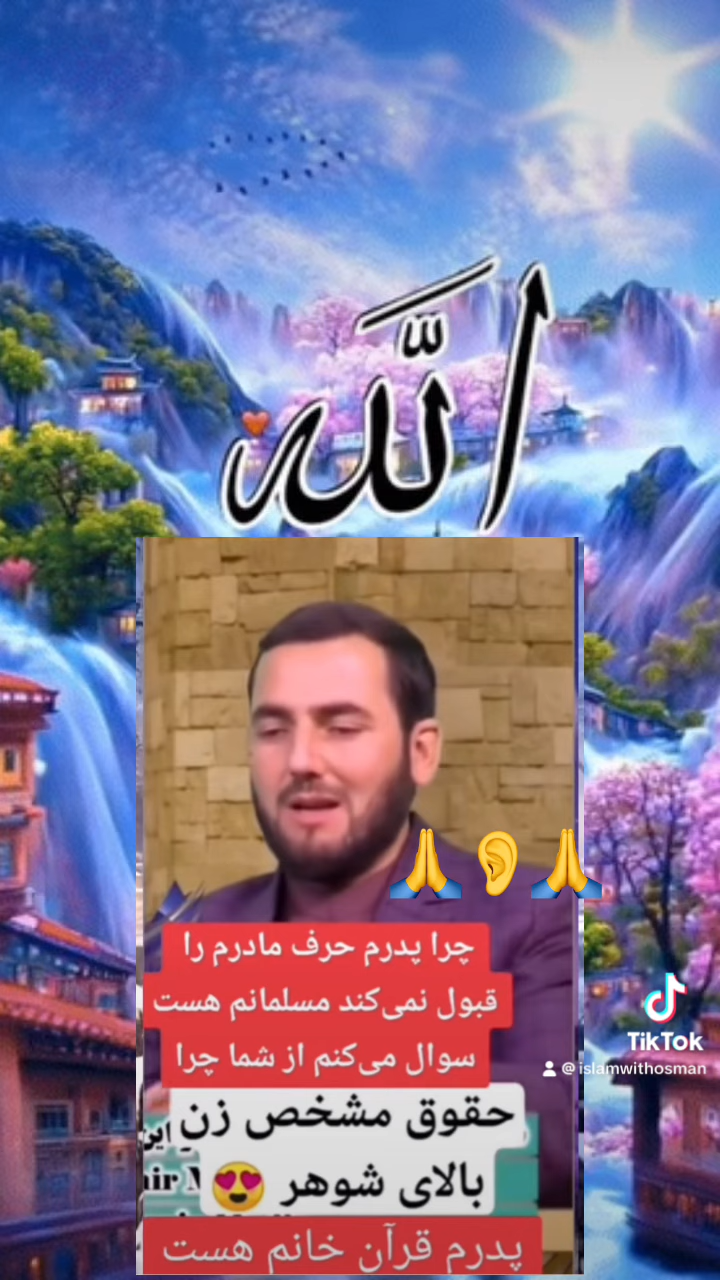 الله
چرا پدرم حرف مادرم را
قبول نمی‌کند مسلمانم هست
سوال می‌کنم از شما چرا
حقوق مشخص زن
بالای شوهر 😍
پدرم قرآن خانم هست
TikTok
@islamwithosman